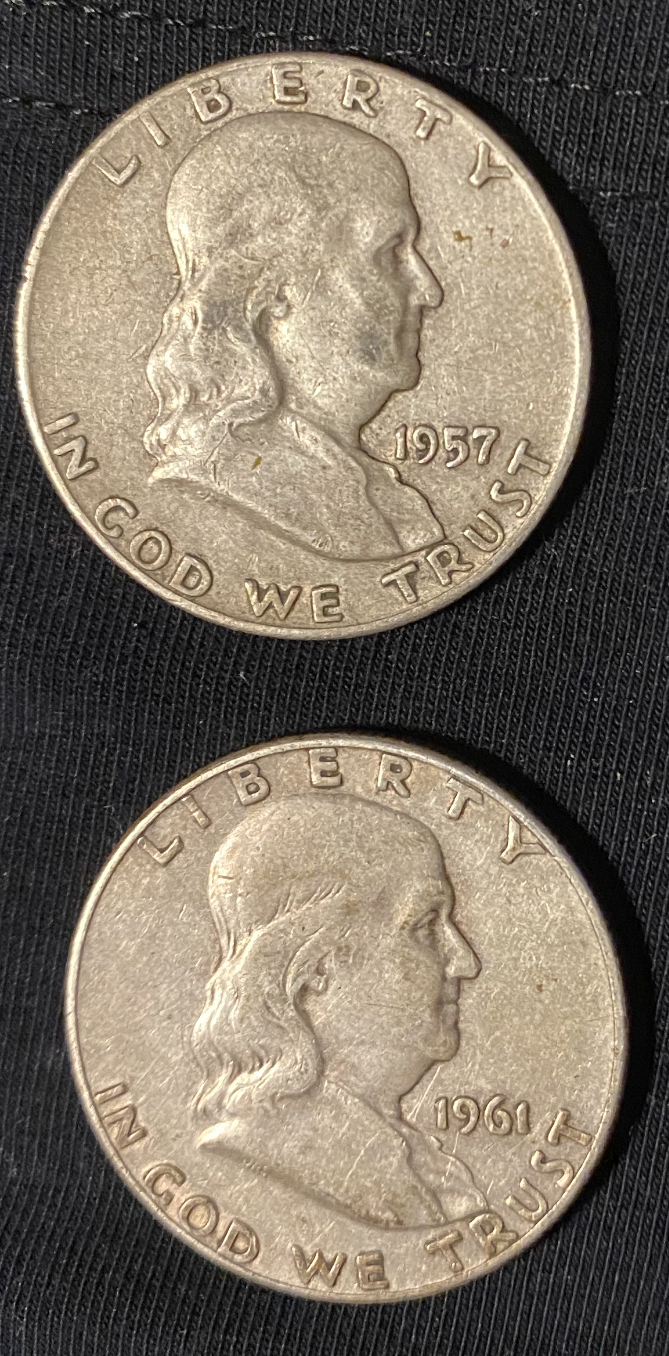 LIBERTY
1957
IN GOD WE TRUST
LIBERTY
1961
IN GOD WE TRUST